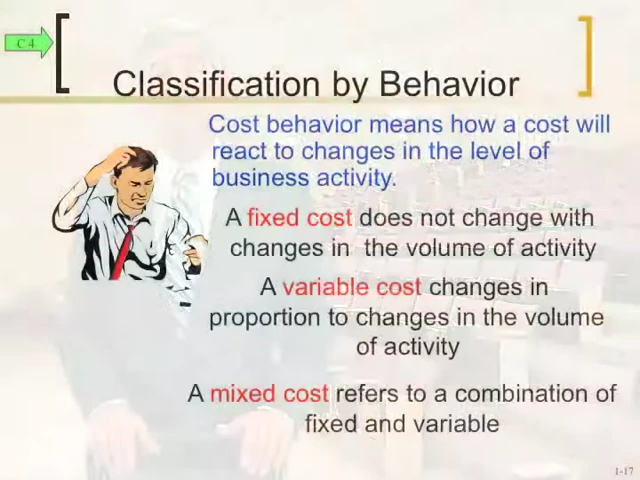 C 4
Classification by Behavior
Cost behavior means how a cost will
react to changes in the level of
business activity.
A fixed cost does not change with
changes in the volume of activity
A variable cost changes in
proportion to changes in the volume
of activity
A mixed cost refers to a combination of
fixed and variable
1-17